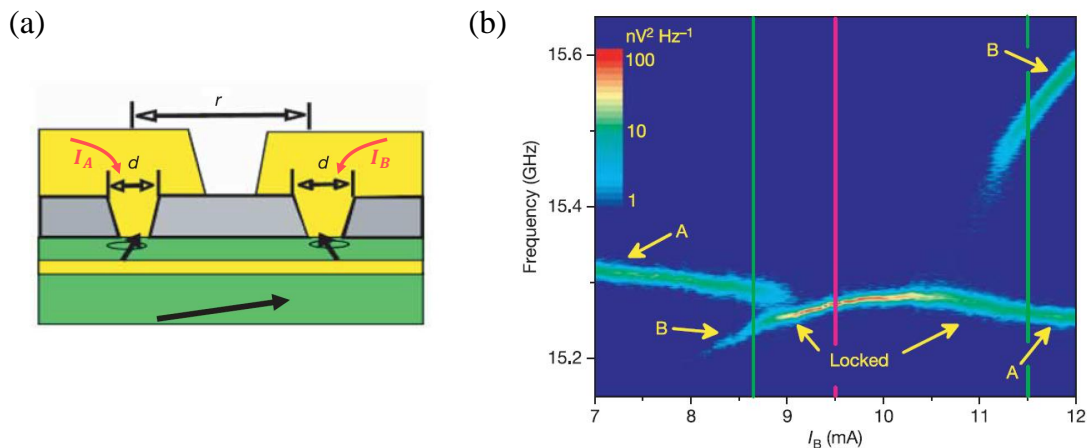 (a)
r
I_A
d
d
I_B
(b)
nV² Hz⁻¹
100
10
1
B
A
B
Locked
A
15.6
15.4
15.2
Frequency (GHz)
7
8
9
10
11
12
I_B (mA)